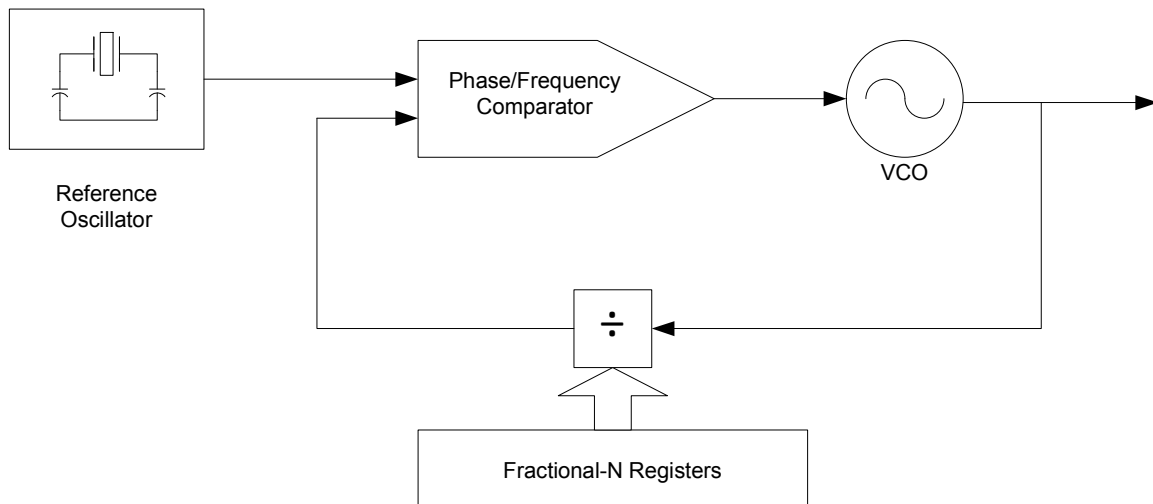 Phase/Frequency
Comparator
VCO
Reference
Oscillator
÷
Fractional-N Registers